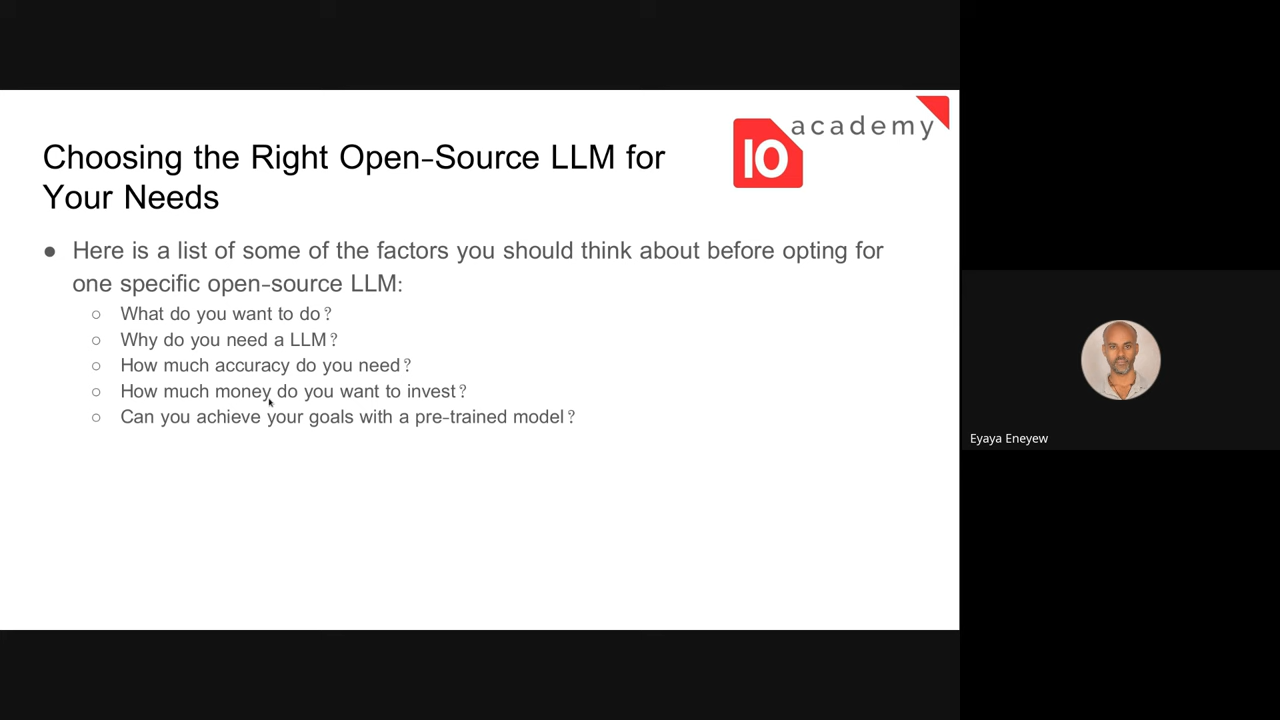 10 academy
Choosing the Right Open-Source LLM for
Your Needs
● Here is a list of some of the factors you should think about before opting for
one specific open-source LLM:
○ What do you want to do?
○ Why do you need a LLM?
○ How much accuracy do you need?
○ How much money do you want to invest?
○ Can you achieve your goals with a pre-trained model?
Eyaya Eneyew